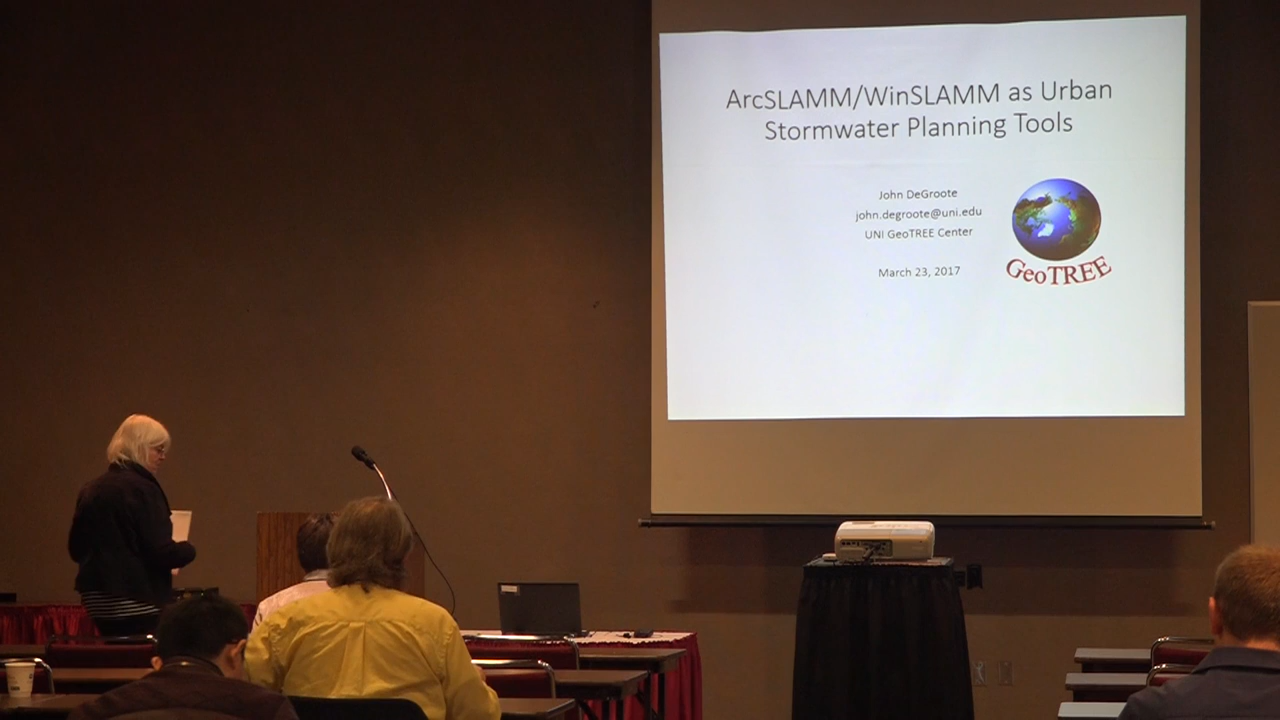 ArcSLAMM/WinSLAMM as Urban
Stormwater Planning Tools
John DeGroote
john.degroote@uni.edu
UNI GeoTREE Center
March 23, 2017
GeoTREE